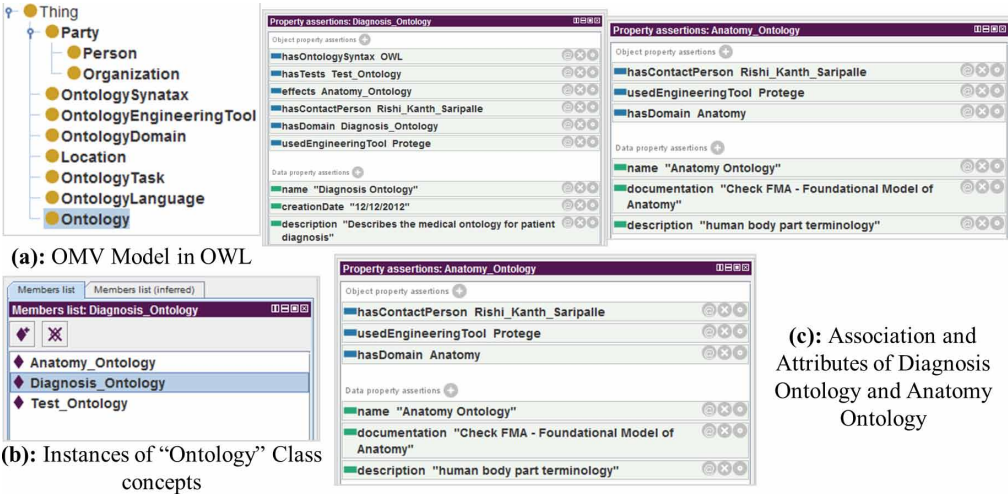 Thing
Party
Person
Organization
OntologySynatax
OntologyEngineeringTool
OntologyDomain
Location
OntologyTask
OntologyLanguage
Ontology
(a): OMV Model in OWL
Property assertions: Diagnosis_Ontology
Object property assertions
hasOntologySyntax OWL
hasTests Test_Ontology
effects Anatomy_Ontology
hasContactPerson Rishi_Kanth_Saripalle
hasDomain Diagnosis_Ontology
usedEngineeringTool Protege
Data property assertions
name "Diagnosis Ontology"
creationDate "12/12/2012"
description "Describes the medical ontology for patient
diagnosis"
Property assertions: Anatomy_Ontology
Object property assertions
hasContactPerson Rishi_Kanth_Saripalle
usedEngineeringTool Protege
hasDomain Anatomy
Data property assertions
name "Anatomy Ontology"
documentation "Check FMA - Foundational Model of
Anatomy"
description "human body part terminology"
Members list
Members list (inferred)
Members list: Diagnosis_Ontology
Anatomy_Ontology
Diagnosis_Ontology
Test_Ontology
(b): Instances of “Ontology” Class
concepts
Property assertions: Anatomy_Ontology
Object property assertions
hasContactPerson Rishi_Kanth_Saripalle
usedEngineeringTool Protege
hasDomain Anatomy
Data property assertions
name "Anatomy Ontology"
documentation "Check FMA - Foundational Model of
Anatomy"
description "human body part terminology"
(c): Association and
Attributes of Diagnosis
Ontology and Anatomy
Ontology